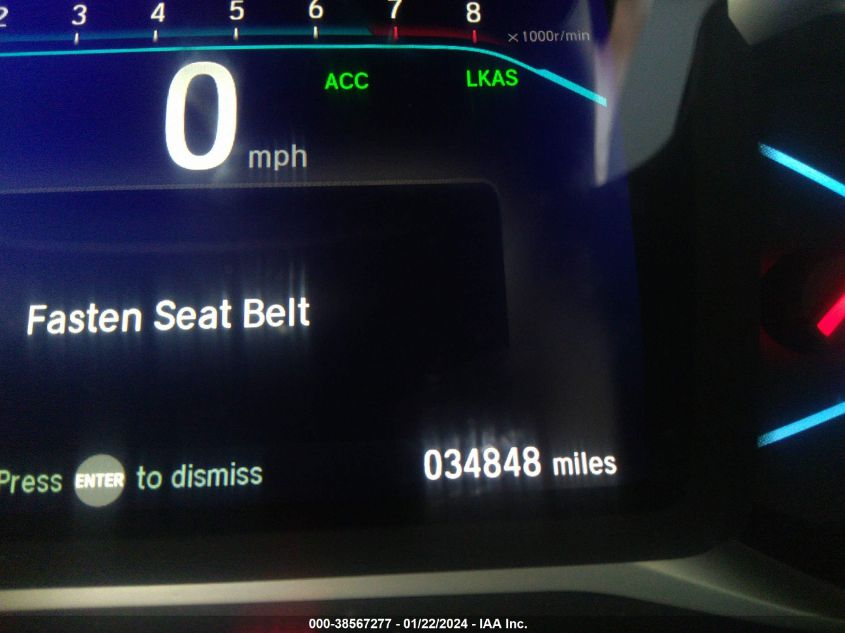 2 3 4 5 6 7 8 ×1000r/min
ACC LKAS
0 mph
Fasten Seat Belt
034848 miles
Press ENTER to dismiss
000-38567277 - 01/22/2024 - IAA Inc.